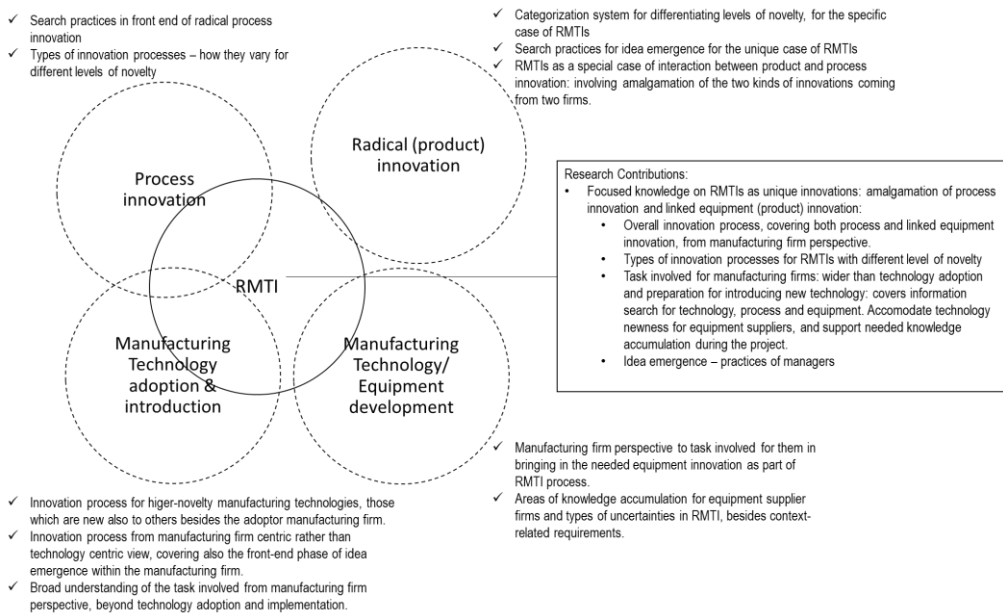 ✓ Search practices in front end of radical process
innovation
✓ Types of innovation processes – how they vary for
different levels of novelty
✓ Categorization system for differentiating levels of novelty, for the specific
case of RMTIs
✓ Search practices for idea emergence for the unique case of RMTIs
✓ RMTIs as a special case of interaction between product and process
innovation: involving amalgamation of the two kinds of innovations coming
from two firms.
Radical (product)
innovation
Process
innovation
RMTI
Manufacturing
Technology
adoption &
introduction
Manufacturing
Technology/
Equipment
development
Research Contributions:
• Focused knowledge on RMTIs as unique innovations: amalgamation of process
innovation and linked equipment (product) innovation:
• Overall innovation process, covering both process and linked equipment
innovation, from manufacturing firm perspective.
• Types of innovation processes for RMTIs with different level of novelty
• Task involved for manufacturing firms: wider than technology adoption
and preparation for introducing new technology: covers information
search for technology, process and equipment. Accomodate technology
newness for equipment suppliers, and support needed knowledge
accumulation during the project.
• Idea emergence – practices of managers
✓ Manufacturing firm perspective to task involved for them in
bringing in the needed equipment innovation as part of
RMTI process.
✓ Areas of knowledge accumulation for equipment supplier
firms and types of uncertainties in RMTI, besides context-
related requirements.
✓ Innovation process for higer-novelty manufacturing technologies, those
which are new also to others besides the adoptor manufacturing firm.
✓ Innovation process from manufacturing firm centric rather than
technology centric view, covering also the front-end phase of idea
emergence within the manufacturing firm.
✓ Broad understanding of the task involved from manufacturing firm
perspective, beyond technology adoption and implementation.